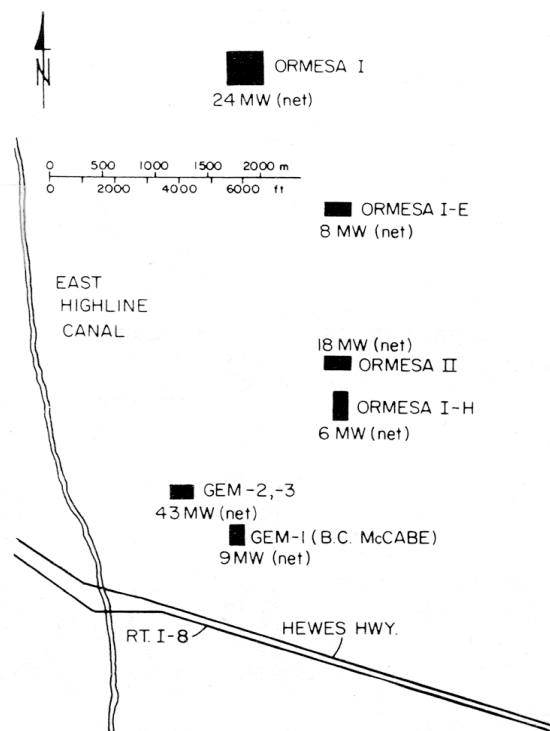 N
ORMESA I
24 MW (net)
0 500 1000 1500 2000 m
0 2000 4000 6000 ft
ORMESA I-E
8 MW (net)
EAST
HIGHLINE
CANAL
18 MW (net)
ORMESA II
ORMESA I-H
6 MW (net)
GEM-2,-3
43 MW (net)
GEM-1 (B.C. McCABE)
9 MW (net)
RT. I-8
HEWES HWY.